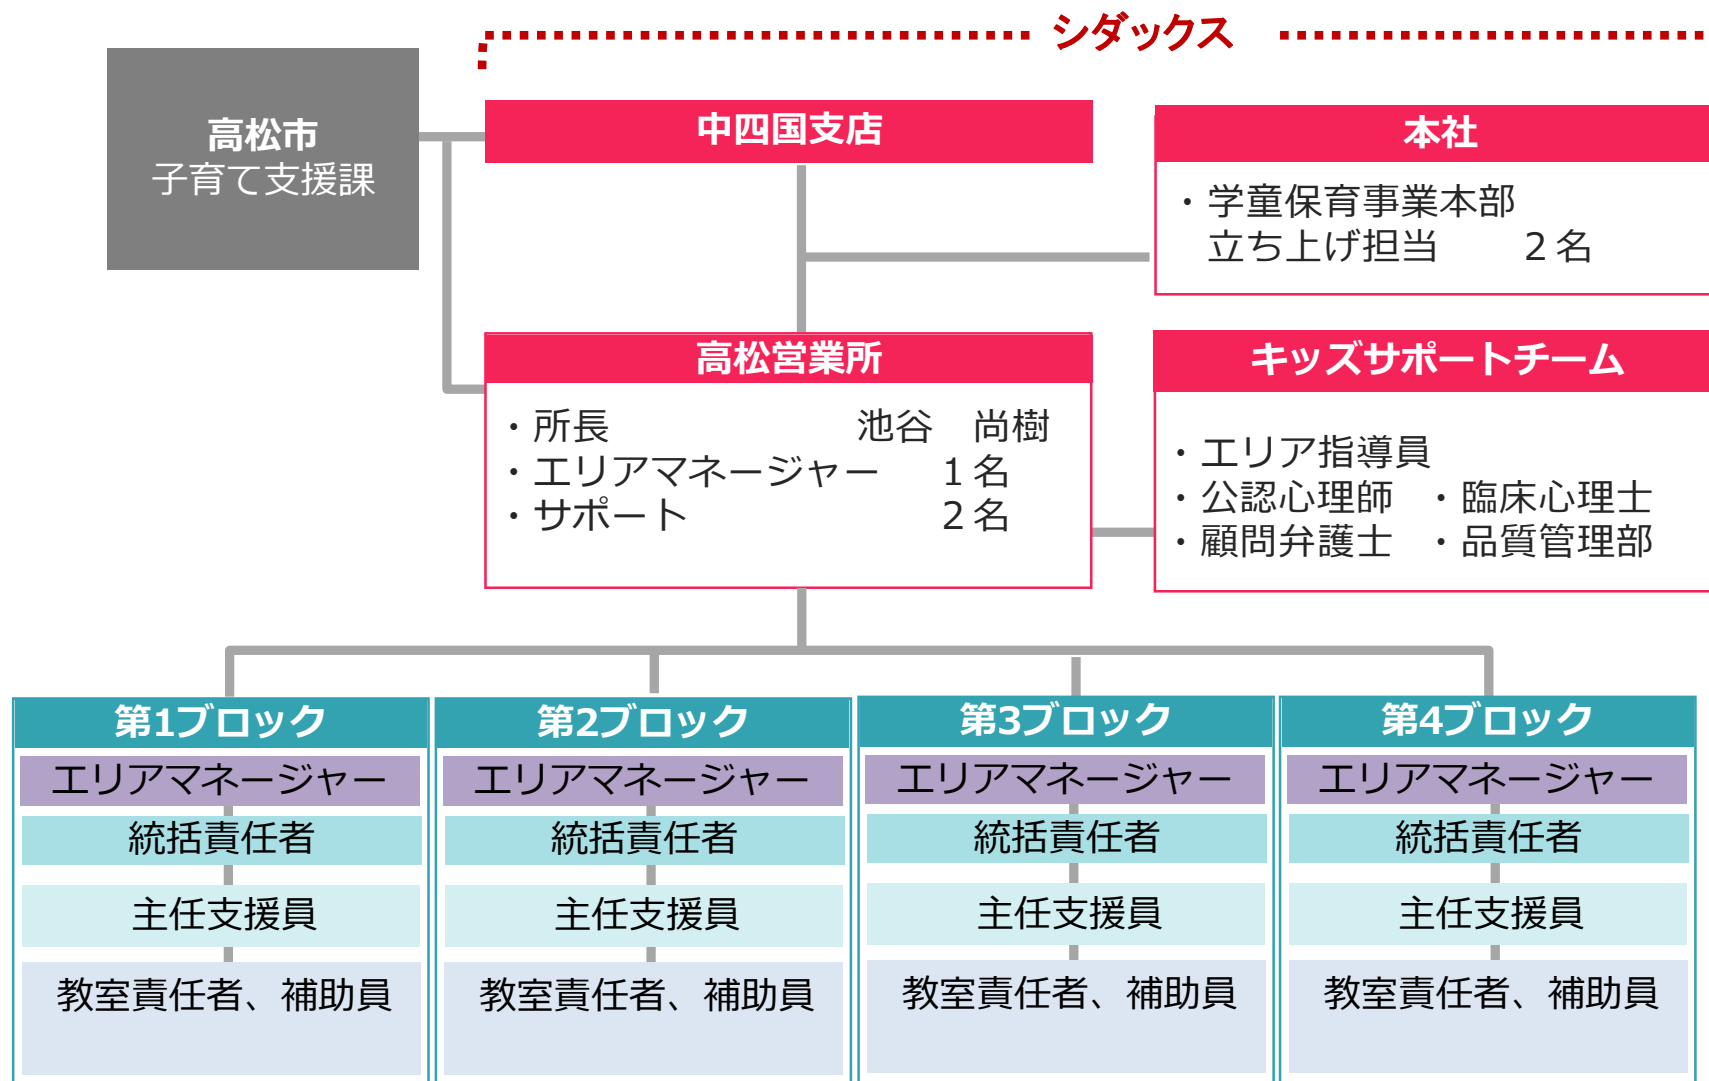 シダックス
高松市
子育て支援課
中四国支店
本社
・学童保育事業本部
立ち上げ担当　　２名
高松営業所
・所長　　　　　　池谷　尚樹
・エリアマネージャー　１名
・サポート　　　　　　２名
キッズサポートチーム
・エリア指導員
・公認心理師　・臨床心理士
・顧問弁護士　・品質管理部
第1ブロック
エリアマネージャー
統括責任者
主任支援員
教室責任者、補助員
第2ブロック
エリアマネージャー
統括責任者
主任支援員
教室責任者、補助員
第3ブロック
エリアマネージャー
統括責任者
主任支援員
教室責任者、補助員
第4ブロック
エリアマネージャー
統括責任者
主任支援員
教室責任者、補助員